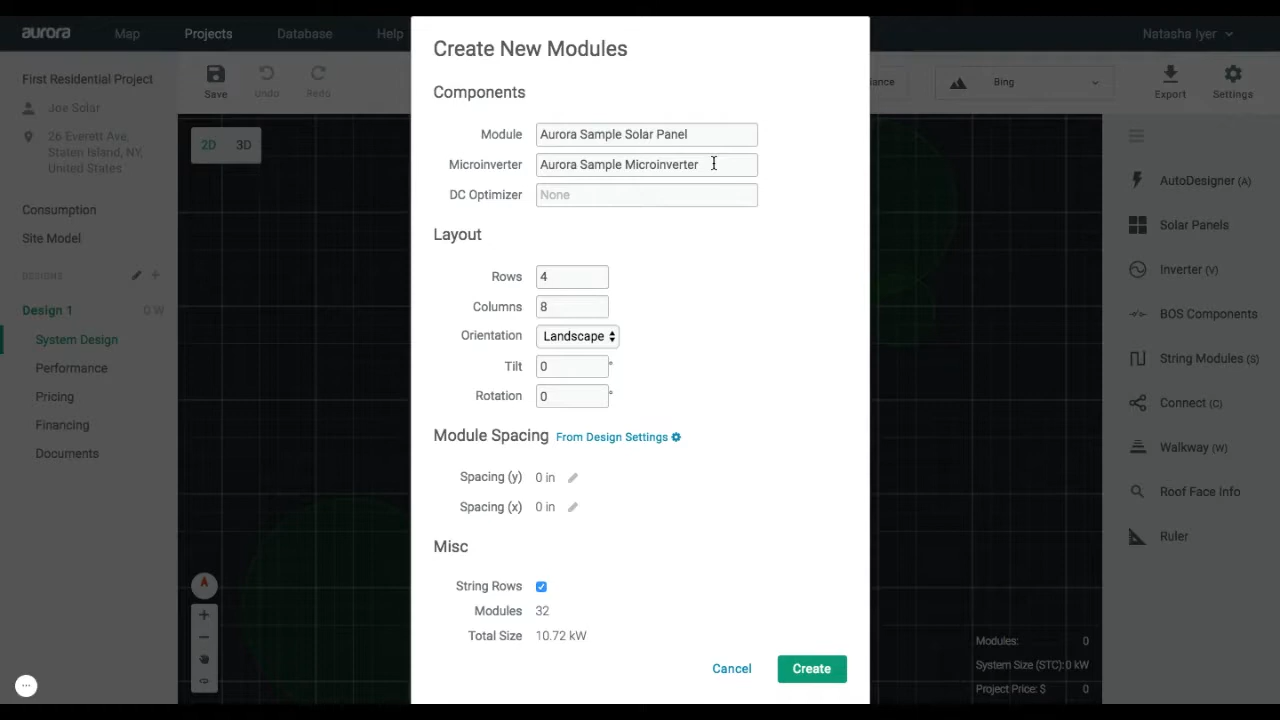 aurora Map Projects Database Help Natasha Iyer
First Residential Project
Joe Solar
26 Everett Ave,
Staten Island, NY,
United States
Consumption
Site Model
DESIGNS
Design 1 0 W
System Design
Performance
Pricing
Financing
Documents
Save Undo Redo
Bing
Export Settings
2D 3D
Create New Modules
Components
Module Aurora Sample Solar Panel
Microinverter Aurora Sample Microinverter
DC Optimizer None
Layout
Rows 4
Columns 8
Orientation Landscape
Tilt 0 °
Rotation 0 °
Module Spacing From Design Settings
Spacing (y) 0 in
Spacing (x) 0 in
Misc
String Rows
Modules 32
Total Size 10.72 kW
Cancel Create
AutoDesigner (A)
Solar Panels
Inverter (V)
BOS Components
String Modules (S)
Connect (C)
Walkway (W)
Roof Face Info
Ruler
Modules: 0
System Size (STC): 0 kW
Project Price: $ 0